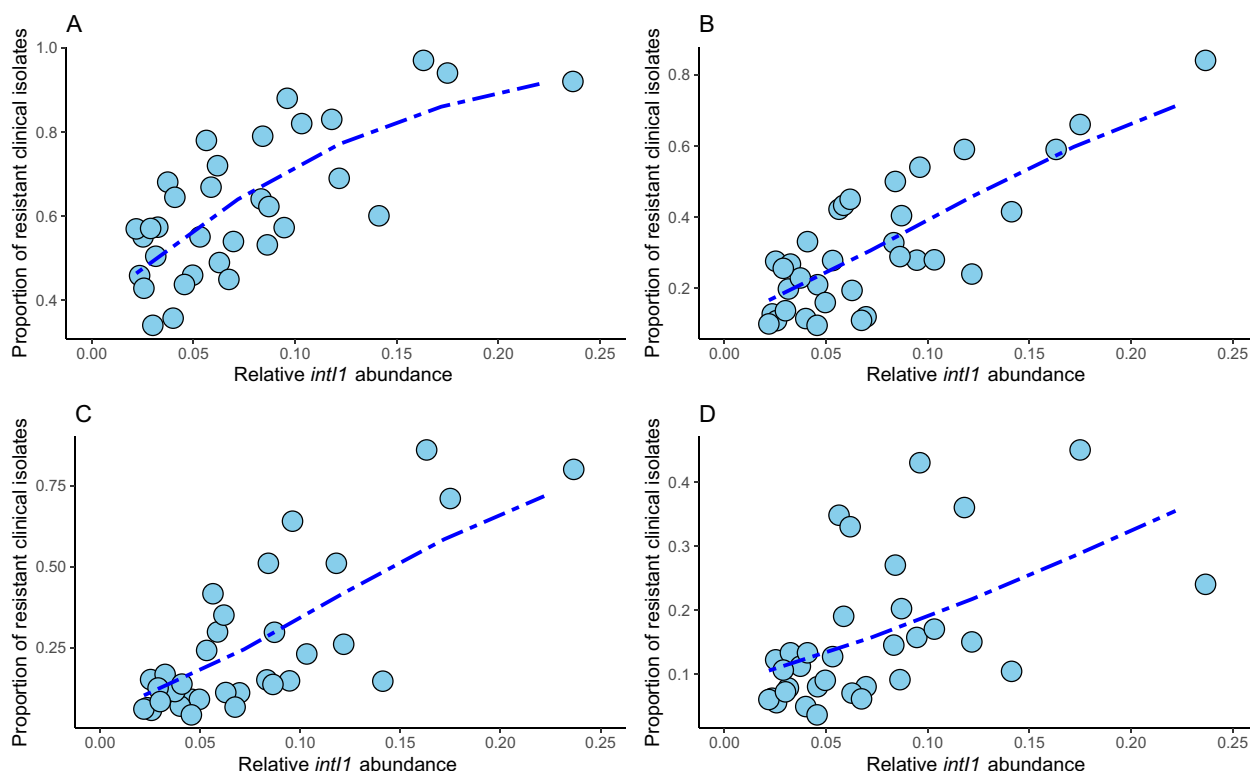 A
Proportion of resistant clinical isolates
1.0
0.8
0.6
0.4
0.00 0.05 0.10 0.15 0.20 0.25
Relative intI1 abundance
B
Proportion of resistant clinical isolates
0.8
0.6
0.4
0.2
0.00 0.05 0.10 0.15 0.20 0.25
Relative intI1 abundance
C
Proportion of resistant clinical isolates
0.75
0.50
0.25
0.00 0.05 0.10 0.15 0.20 0.25
Relative intI1 abundance
D
Proportion of resistant clinical isolates
0.4
0.3
0.2
0.1
0.00 0.05 0.10 0.15 0.20 0.25
Relative intI1 abundance